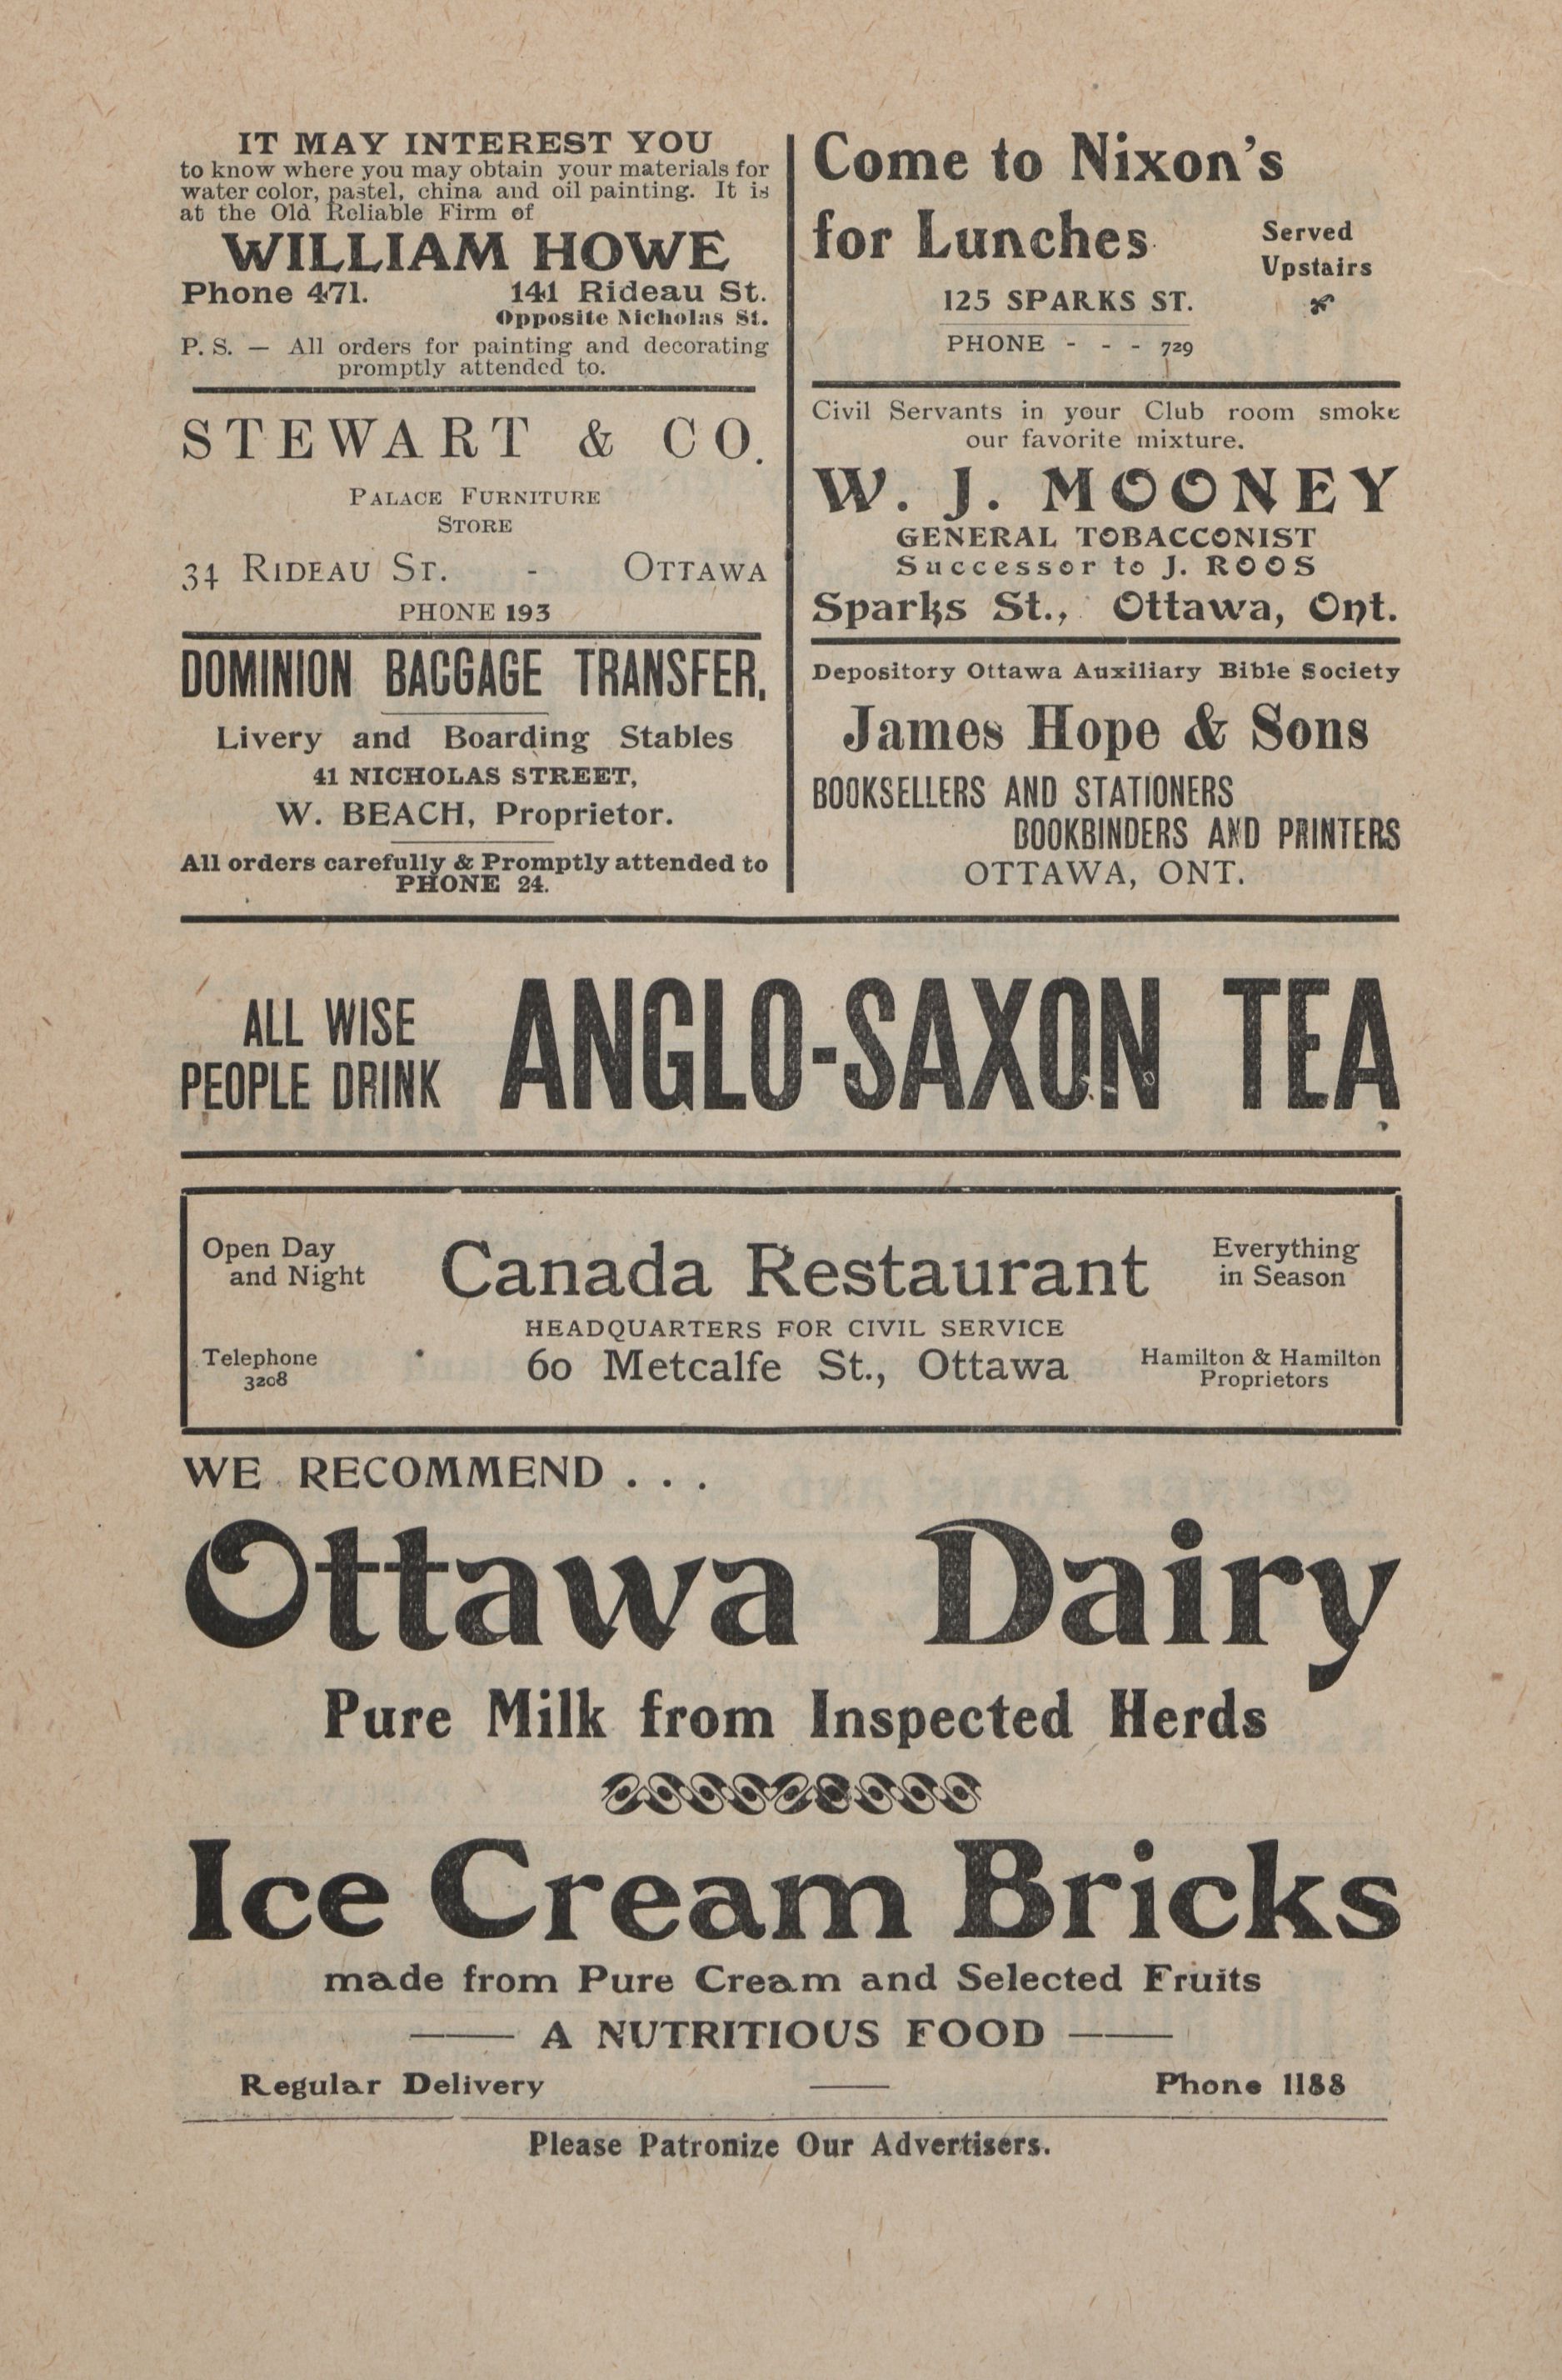 IT MAY INTEREST YOU
to know where you may obtain your materials for
water color, pastel, china and oil painting. It is
at the Old Reliable Firm of
WILLIAM HOWE
Phone 471. 141 Rideau St.
Opposite Nicholas St.
P. S. — All orders for painting and decorating
promptly attended to.
STEWART & CO.
PALACE FURNITURE
STORE
34 RIDEAU ST. - OTTAWA
PHONE 193
DOMINION BAGGAGE TRANSFER,
Livery and Boarding Stables
41 NICHOLAS STREET,
W. BEACH, Proprietor.
All orders carefully & Promptly attended to
PHONE 24.
Come to Nixon's
for Lunches
Served
Upstairs
125 SPARKS ST.
PHONE - - - 729
Civil Servants in your Club room smoke
our favorite mixture.
W. J. MOONEY
GENERAL TOBACCONIST
Successor to J. ROOS
Sparks St., Ottawa, Ont.
Depository Ottawa Auxiliary Bible Society
James Hope & Sons
BOOKSELLERS AND STATIONERS
BOOKBINDERS AND PRINTERS
OTTAWA, ONT.
ALL WISE
PEOPLE DRINK
ANGLO-SAXON TEA
Open Day
and Night
Canada Restaurant
Everything
in Season
HEADQUARTERS FOR CIVIL SERVICE
Telephone
3208
60 Metcalfe St., Ottawa
Hamilton & Hamilton
Proprietors
WE RECOMMEND . . .
Ottawa Dairy
Pure Milk from Inspected Herds
Ice Cream Bricks
made from Pure Cream and Selected Fruits
—— A NUTRITIOUS FOOD ——
Regular Delivery — Phone 1188
Please Patronize Our Advertisers.